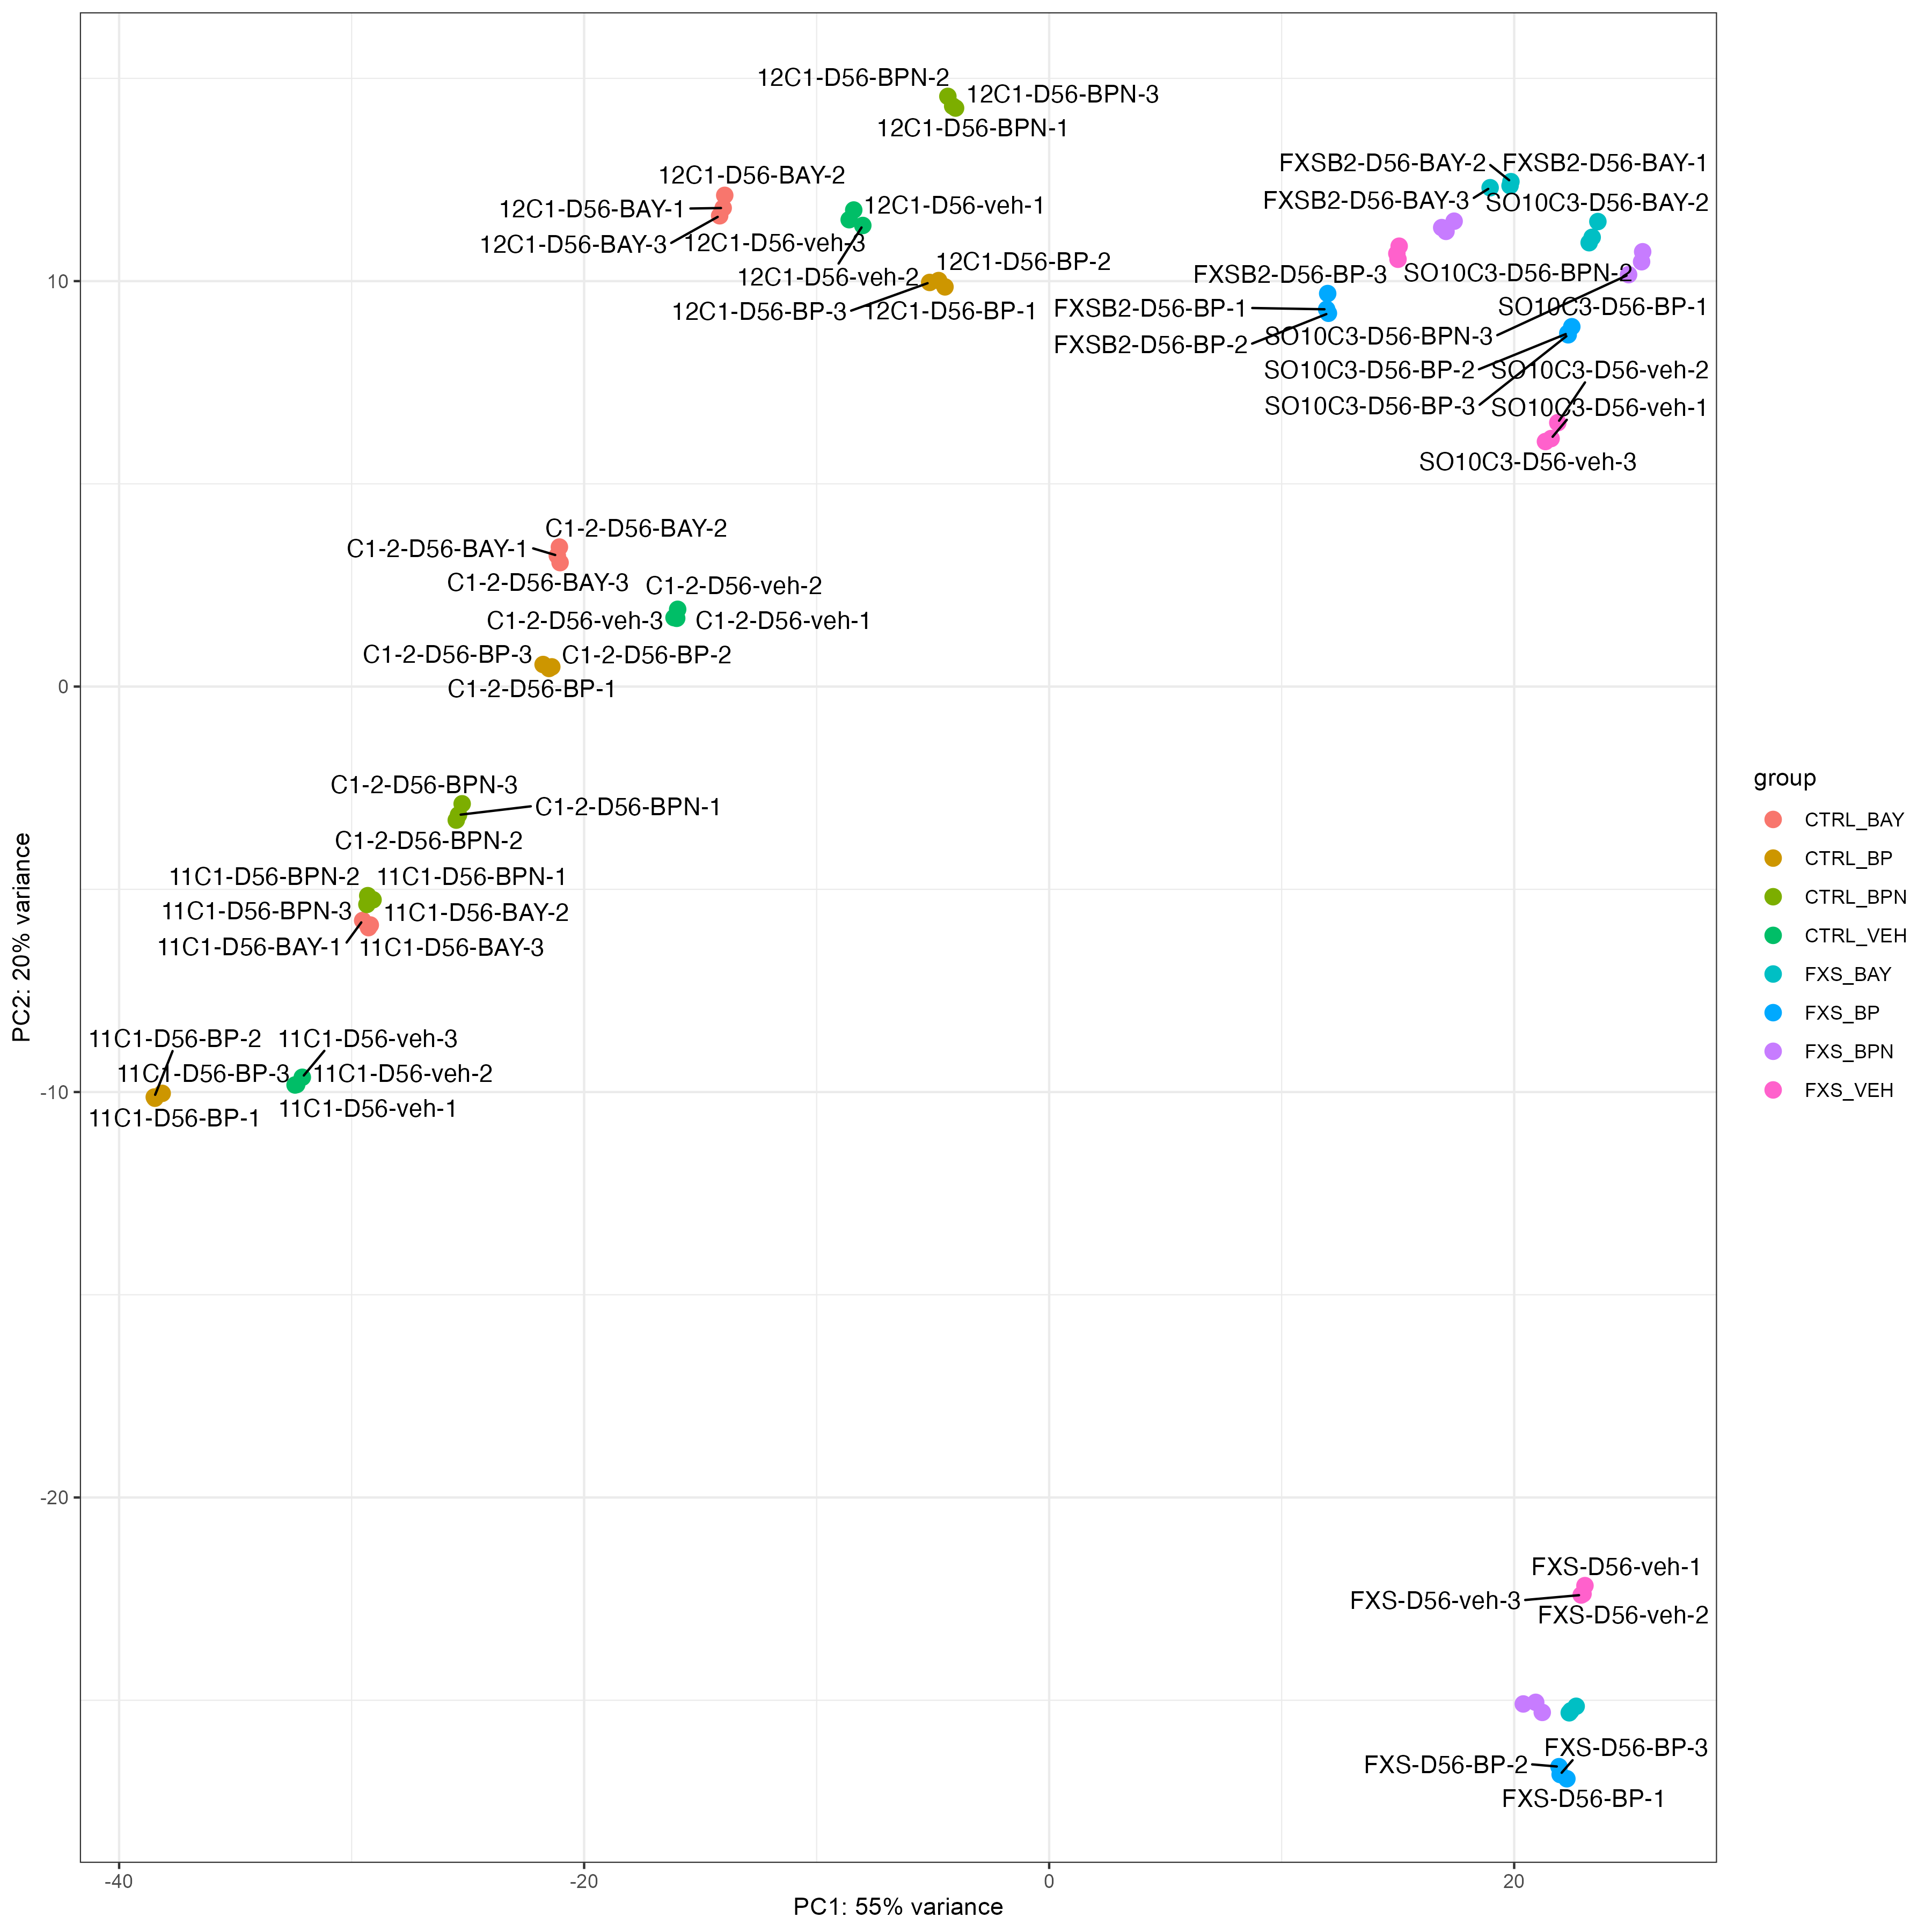 12C1-D56-BPN-2
12C1-D56-BPN-3
12C1-D56-BPN-1
12C1-D56-BAY-2
12C1-D56-BAY-1
12C1-D56-BAY-3
12C1-D56-veh-1
12C1-D56-veh-3
12C1-D56-veh-2
12C1-D56-BP-2
12C1-D56-BP-3
12C1-D56-BP-1
FXSB2-D56-BAY-2
FXSB2-D56-BAY-1
FXSB2-D56-BAY-3
SO10C3-D56-BAY-2
FXSB2-D56-BP-3
SO10C3-D56-BPN-2
FXSB2-D56-BP-1
SO10C3-D56-BP-1
FXSB2-D56-BP-2
SO10C3-D56-BPN-3
SO10C3-D56-BP-2
SO10C3-D56-veh-2
SO10C3-D56-BP-3
SO10C3-D56-veh-1
SO10C3-D56-veh-3
C1-2-D56-BAY-2
C1-2-D56-BAY-1
C1-2-D56-BAY-3
C1-2-D56-veh-2
C1-2-D56-veh-3
C1-2-D56-veh-1
C1-2-D56-BP-3
C1-2-D56-BP-2
C1-2-D56-BP-1
C1-2-D56-BPN-3
C1-2-D56-BPN-1
C1-2-D56-BPN-2
11C1-D56-BPN-2
11C1-D56-BPN-1
11C1-D56-BPN-3
11C1-D56-BAY-2
11C1-D56-BAY-1
11C1-D56-BAY-3
11C1-D56-BP-2
11C1-D56-veh-3
11C1-D56-BP-3
11C1-D56-veh-2
11C1-D56-BP-1
11C1-D56-veh-1
FXS-D56-veh-1
FXS-D56-veh-3
FXS-D56-veh-2
FXS-D56-BP-3
FXS-D56-BP-2
FXS-D56-BP-1
10
0
-10
-20
PC2: 20% variance
-40
-20
0
20
PC1: 55% variance
group
CTRL_BAY
CTRL_BP
CTRL_BPN
CTRL_VEH
FXS_BAY
FXS_BP
FXS_BPN
FXS_VEH